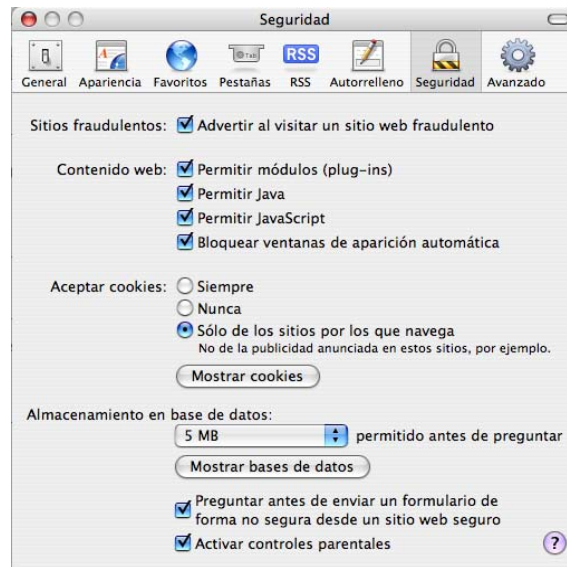 Seguridad
General Apariencia Favoritos Pestañas RSS Autorrelleno Seguridad Avanzado
Sitios fraudulentos: Advertir al visitar un sitio web fraudulento
Contenido web: Permitir módulos (plug-ins)
Permitir Java
Permitir JavaScript
Bloquear ventanas de aparición automática
Aceptar cookies: Siempre
Nunca
Sólo de los sitios por los que navega
No de la publicidad anunciada en estos sitios, por ejemplo.
Mostrar cookies
Almacenamiento en base de datos:
5 MB permitido antes de preguntar
Mostrar bases de datos
Preguntar antes de enviar un formulario de
forma no segura desde un sitio web seguro
Activar controles parentales
?